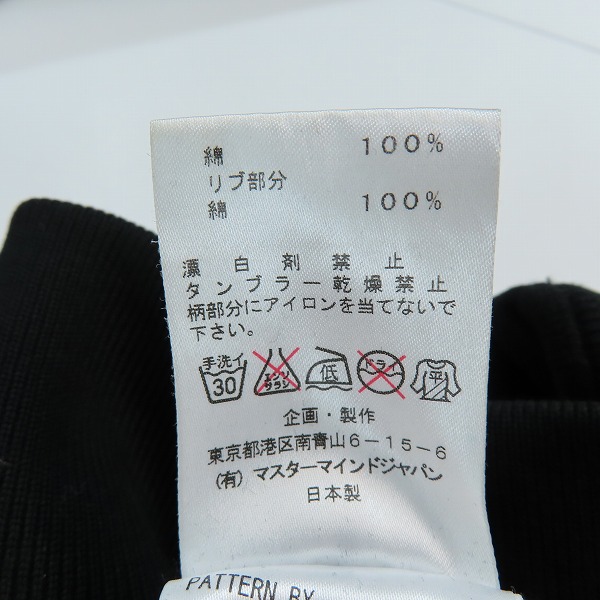 綿 100%
リブ部分
綿 100%
漂白剤禁止
タンブラー乾燥禁止
柄部分にアイロンを当てないで
下さい。
手洗イ 30 エンソサラシ 低 ドライ 平
企画・製作
東京都港区南青山6-15-6
(有) マスターマインドジャパン
日本製
PATTERN BY